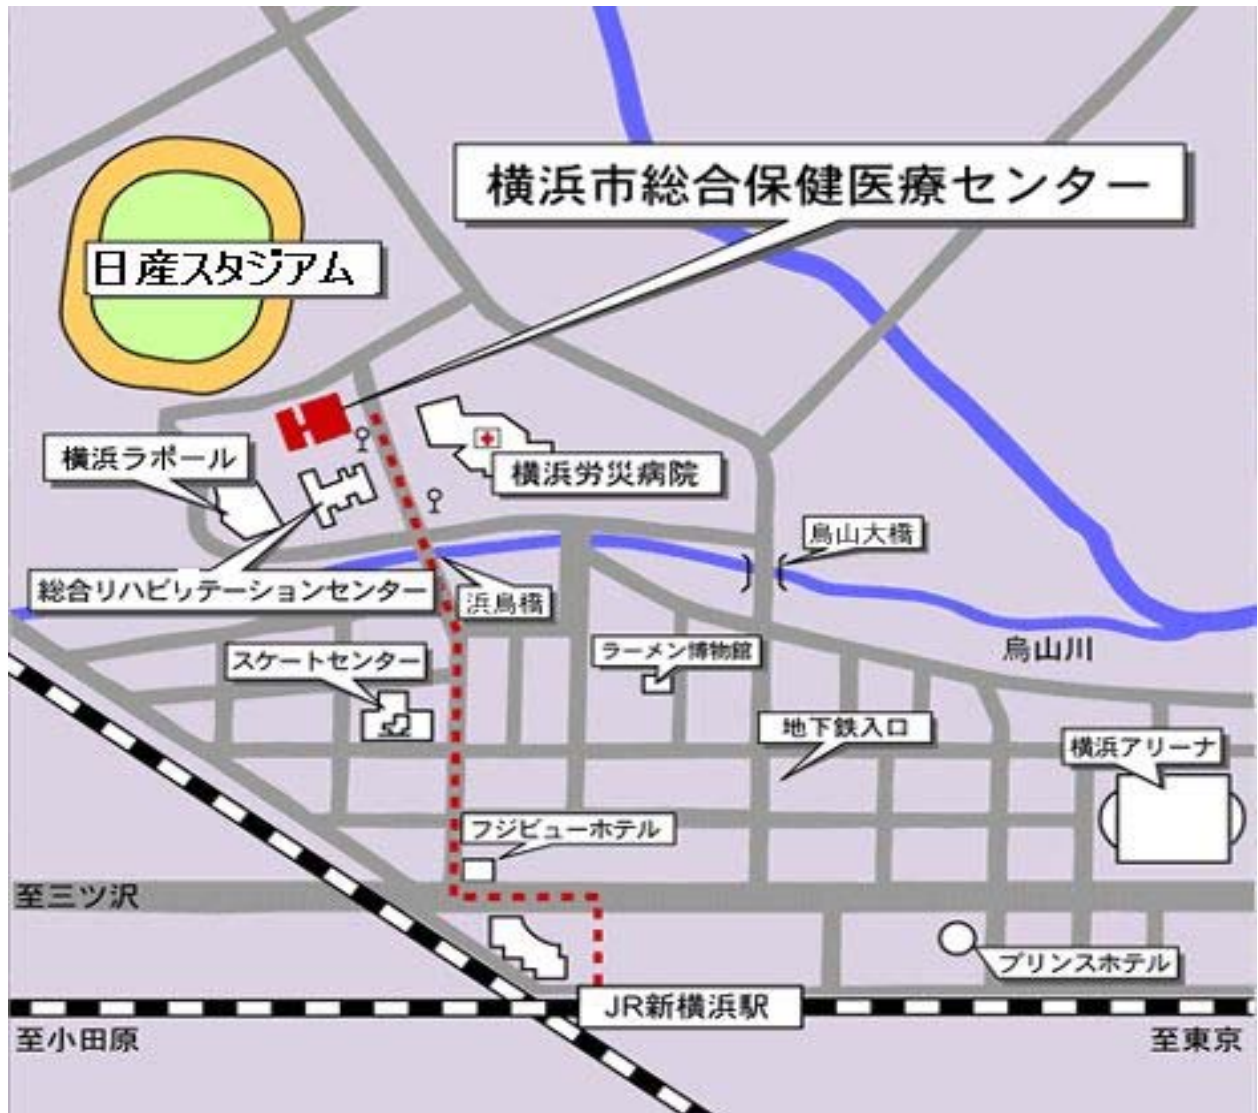 横浜市総合保健医療センター
日産スタジアム
横浜ラポール
横浜労災病院
鳥山大橋
総合リハビリテーションセンター
浜鳥橋
スケートセンター
ラーメン博物館
鳥山川
地下鉄入口
横浜アリーナ
フジビューホテル
至三ツ沢
プリンスホテル
JR新横浜駅
至小田原
至東京